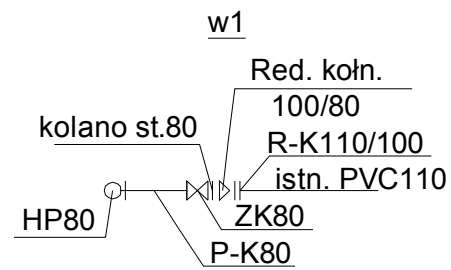 w1
Red. kołn.
100/80
kolano st.80
R-K110/100
istn. PVC110
HP80
ZK80
P-K80